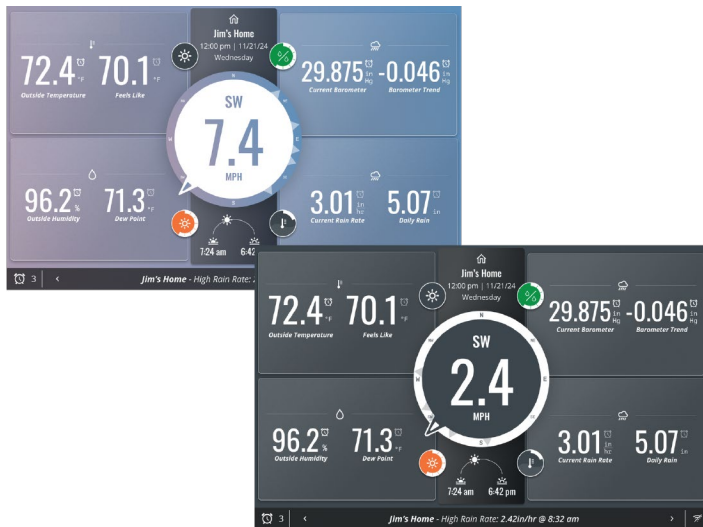 Jim's Home
12:00 pm | 11/21/24
Wednesday
72.4 °F 70.1 °F
Outside Temperature Feels Like
29.875 in Hg -0.046 in Hg
Current Barometer Barometer Trend
SW
7.4
MPH
96.2 % 71.3 °F
Outside Humidity Dew Point
3.01 in hr 5.07 in
Current Rain Rate Daily Rain
7:24 am 6:42
3 ‹ Jim's Home - High Rain Rate:
Jim's Home
12:00 pm | 11/21/24
Wednesday
72.4 °F 70.1 °F
Outside Temperature Feels Like
29.875 in Hg -0.046 in Hg
Current Barometer Barometer Trend
N
SW
2.4
MPH
E
S
96.2 % 71.3 °F
Outside Humidity Dew Point
3.01 in hr 5.07 in
Current Rain Rate Daily Rain
7:24 am 6:42 pm
3 ‹ Jim's Home - High Rain Rate: 2.42in/hr @ 8:32 am ›